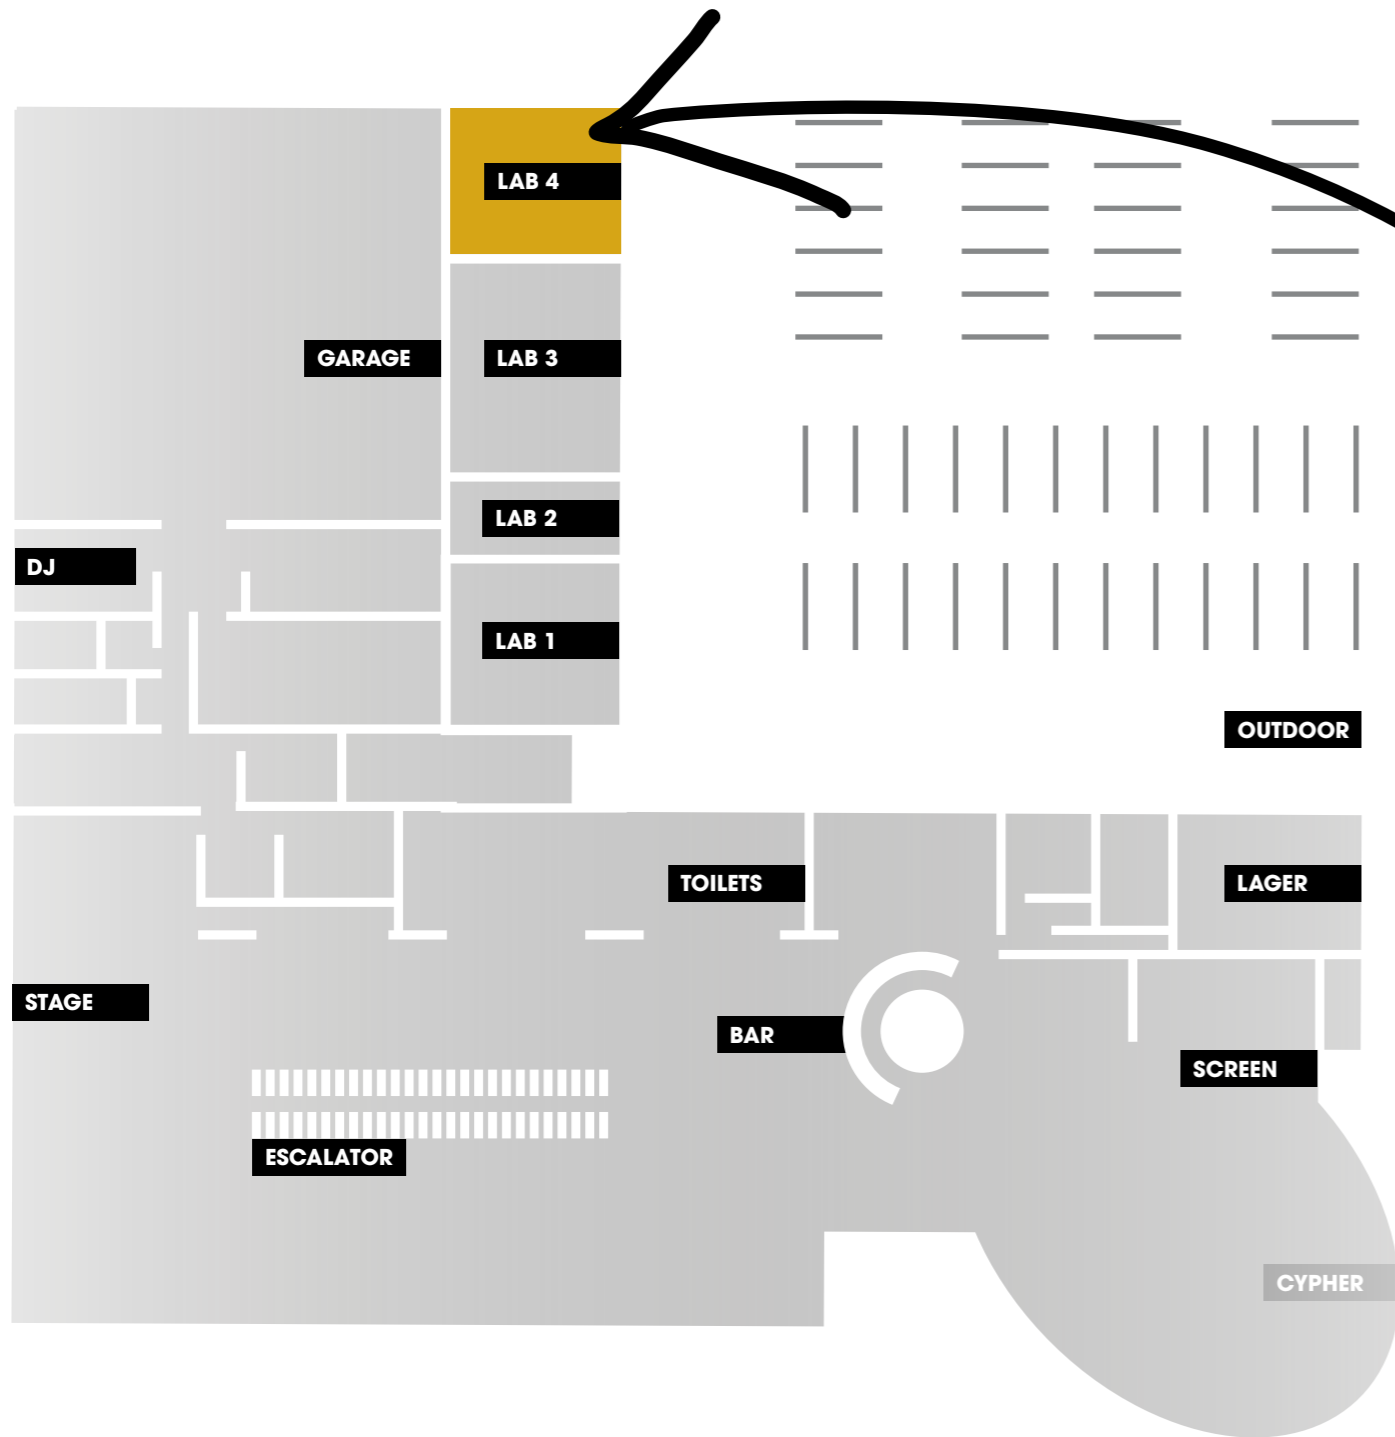 LAB 4
GARAGE
LAB 3
LAB 2
DJ
LAB 1
OUTDOOR
TOILETS
LAGER
STAGE
BAR
SCREEN
ESCALATOR
CYPHER